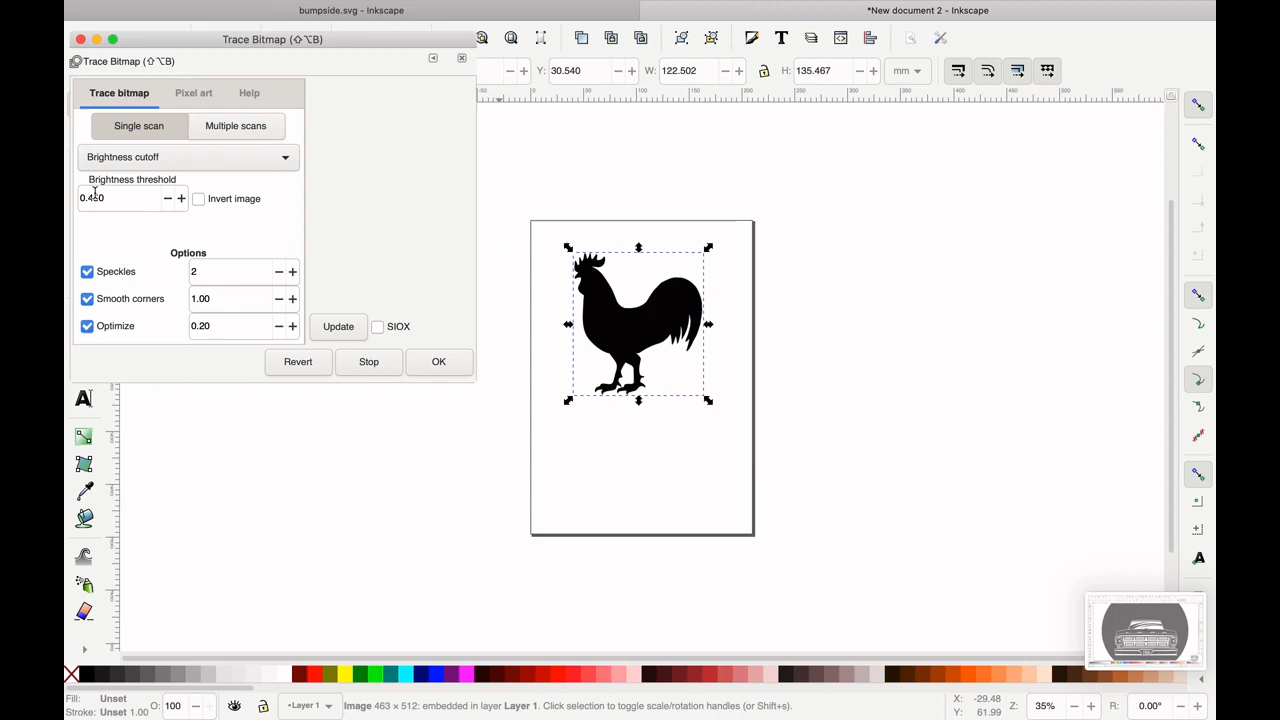 bumpside.svg - Inkscape
*New document 2 - Inkscape
Trace Bitmap (⇧⌥B)
Trace Bitmap (⇧⌥B)
Y: 30.540 W: 122.502 H: 135.467 mm
Trace bitmap Pixel art Help
Single scan Multiple scans
Brightness cutoff
Brightness threshold
0.450 Invert image
Options
Speckles 2
Smooth corners 1.00
Optimize 0.20 Update SIOX
Revert Stop OK
Fill: Unset
Stroke: Unset 1.00
O: 100
Layer 1
Image 463 × 512: embedded in layer Layer 1. Click selection to toggle scale/rotation handles (or Shift+s).
X: -29.48
Y: 61.99
Z: 35% R: 0.00°